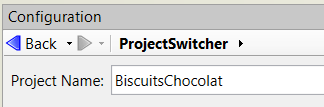 Configuration
Back ProjectSwitcher
Project Name: BiscuitsChocolat